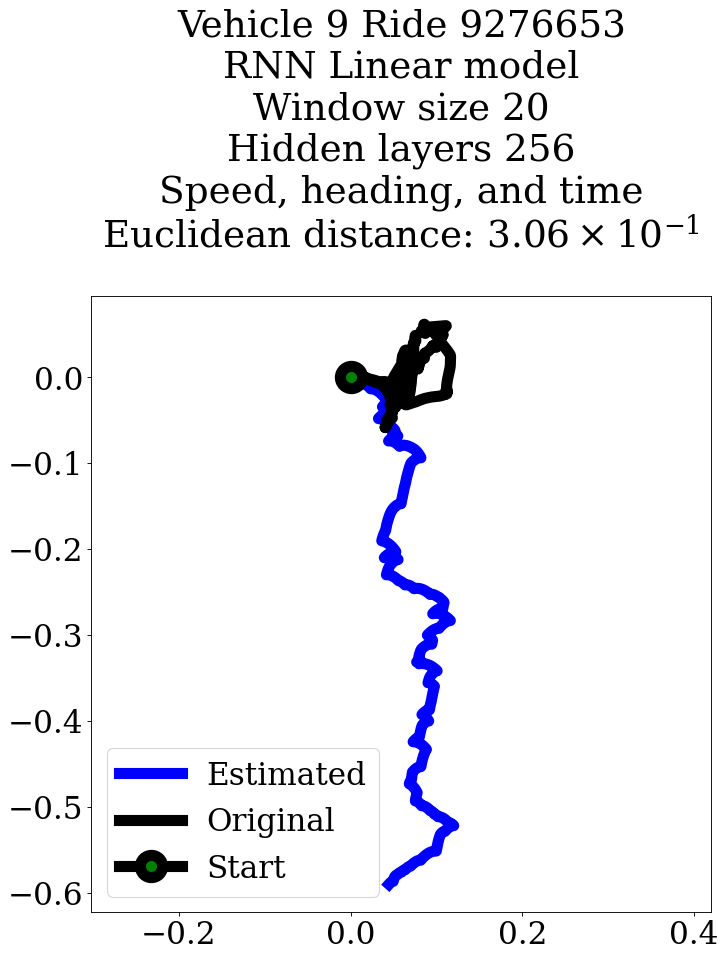 Vehicle 9 Ride 9276653
RNN Linear model
Window size 20
Hidden layers 256
Speed, heading, and time
Euclidean distance: 3.06 × 10⁻¹
0.0
−0.1
−0.2
−0.3
−0.4
−0.5
−0.6
Estimated
Original
Start
−0.2 0.0 0.2 0.4